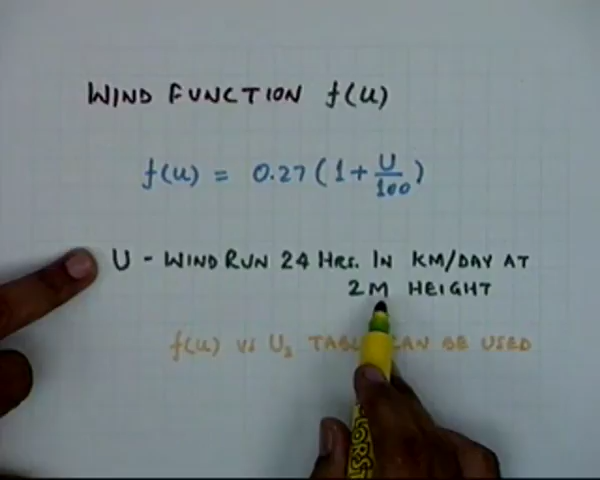 WIND FUNCTION f(u)
f(u) = 0.27 (1 + U/100)
U - WIND RUN 24 HRS. IN KM/DAY AT
2M HEIGHT
f(u) VS U₂ CAN BE USED